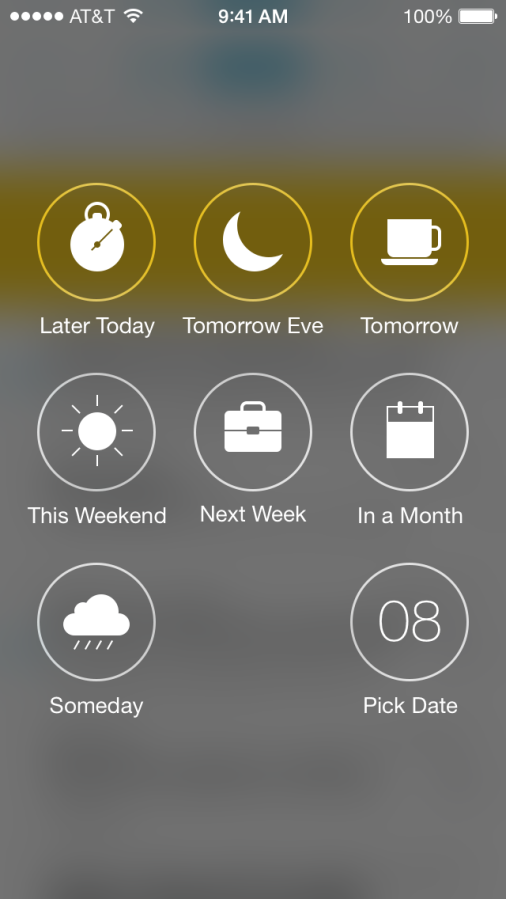 AT&T 9:41 AM 100%
Later Today Tomorrow Eve Tomorrow
This Weekend Next Week In a Month
08
Someday Pick Date